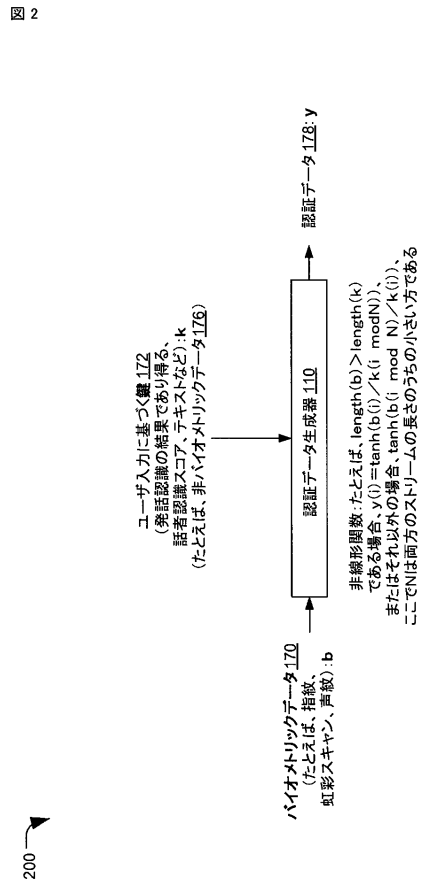 図 2
200
ユーザ入力に基づく鍵 172
(発話認識の結果であり得る、
話者認識スコア、テキストなど):k
(たとえば、非バイオメトリックデータ176)
バイオメトリックデータ170
(たとえば、指紋、
虹彩スキャン、声紋):b
認証データ生成器 110
認証データ 178:y
非線形関数:たとえば、length(b)>length(k)
である場合、y(i)=tanh(b(i)/k(i modN))、
またはそれ以外の場合、tanh(b(i mod N)/k(i))、
ここでNは両方のストリームの長さのうちの小さい方である